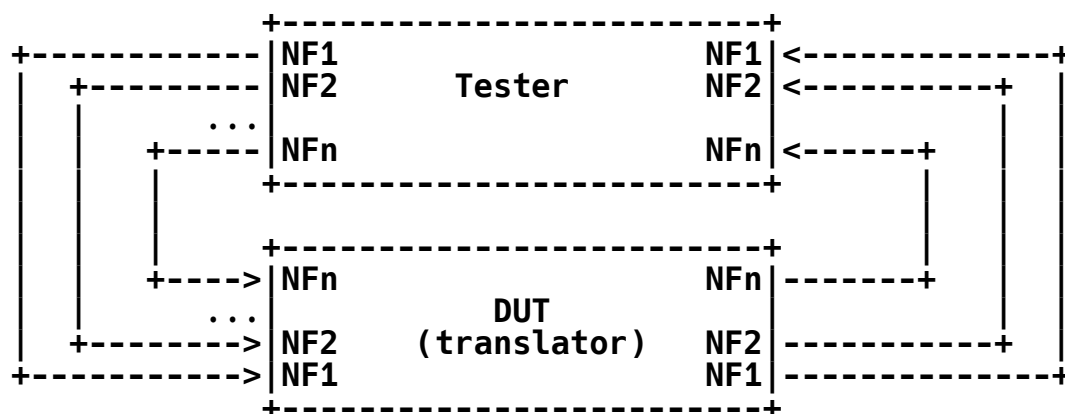 NF1 NF1
NF2 Tester NF2
...
NFn NFn
NFn NFn
... DUT
NF2 (translator) NF2
NF1 NF1